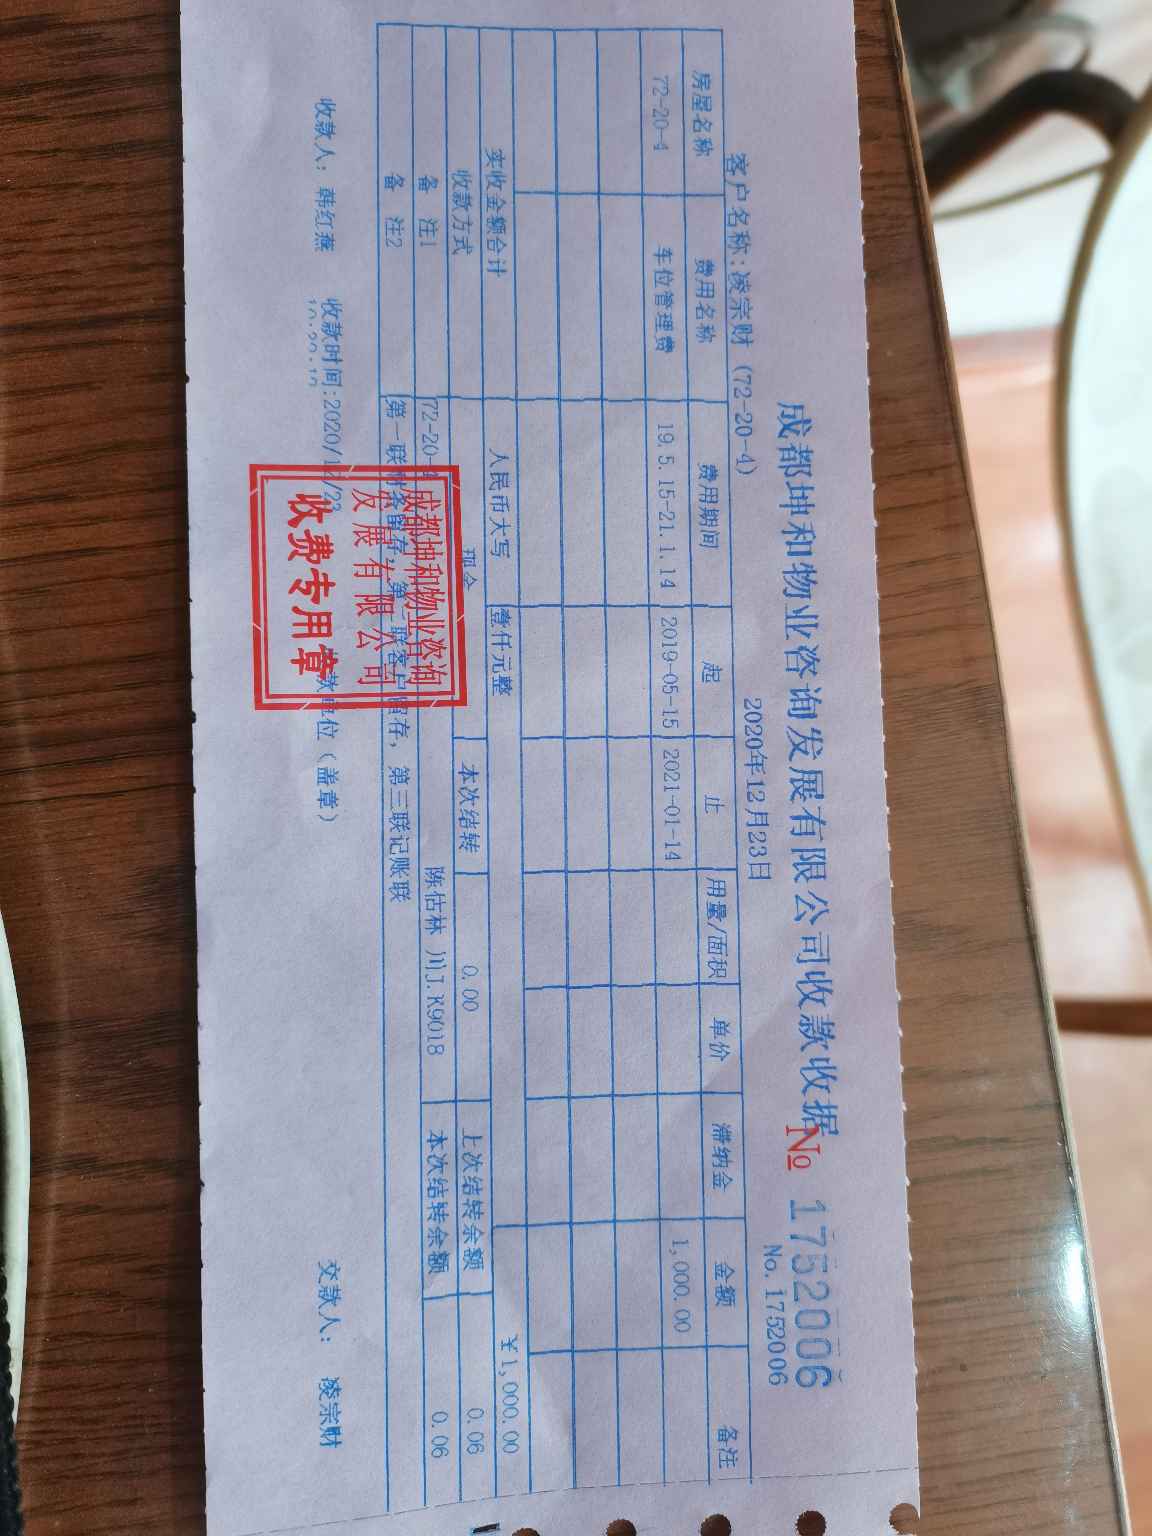 成都坤和物业咨询发展有限公司收款收据
№ 1752006
No.1752006
2020年12月23日
客户名称：凌宗财（72-20-4）
房屋名称 费用名称 费用期间 起 止 用量/面积 单价 滞纳金 金额 备注
72-20-4 车位管理费 19.5.15-21.1.14 2019-05-15 2021-01-14 1,000.00
实收金额合计 人民币大写 壹仟元整 ¥1,000.00
收款方式 现金 本次结转 0.00 上次结转余额 0.06
备 注1 72-20-4 陈估林 川J.K9018 本次结转余额 0.06
备 注2 第一联财务留存，第二联客户留存，第三联记账联
收款人： 韩红燕 收款时间:2020/12/23 款单位（盖章） 交款人： 凌宗财
成都坤和物业咨询
发展有限公司
收费专用章